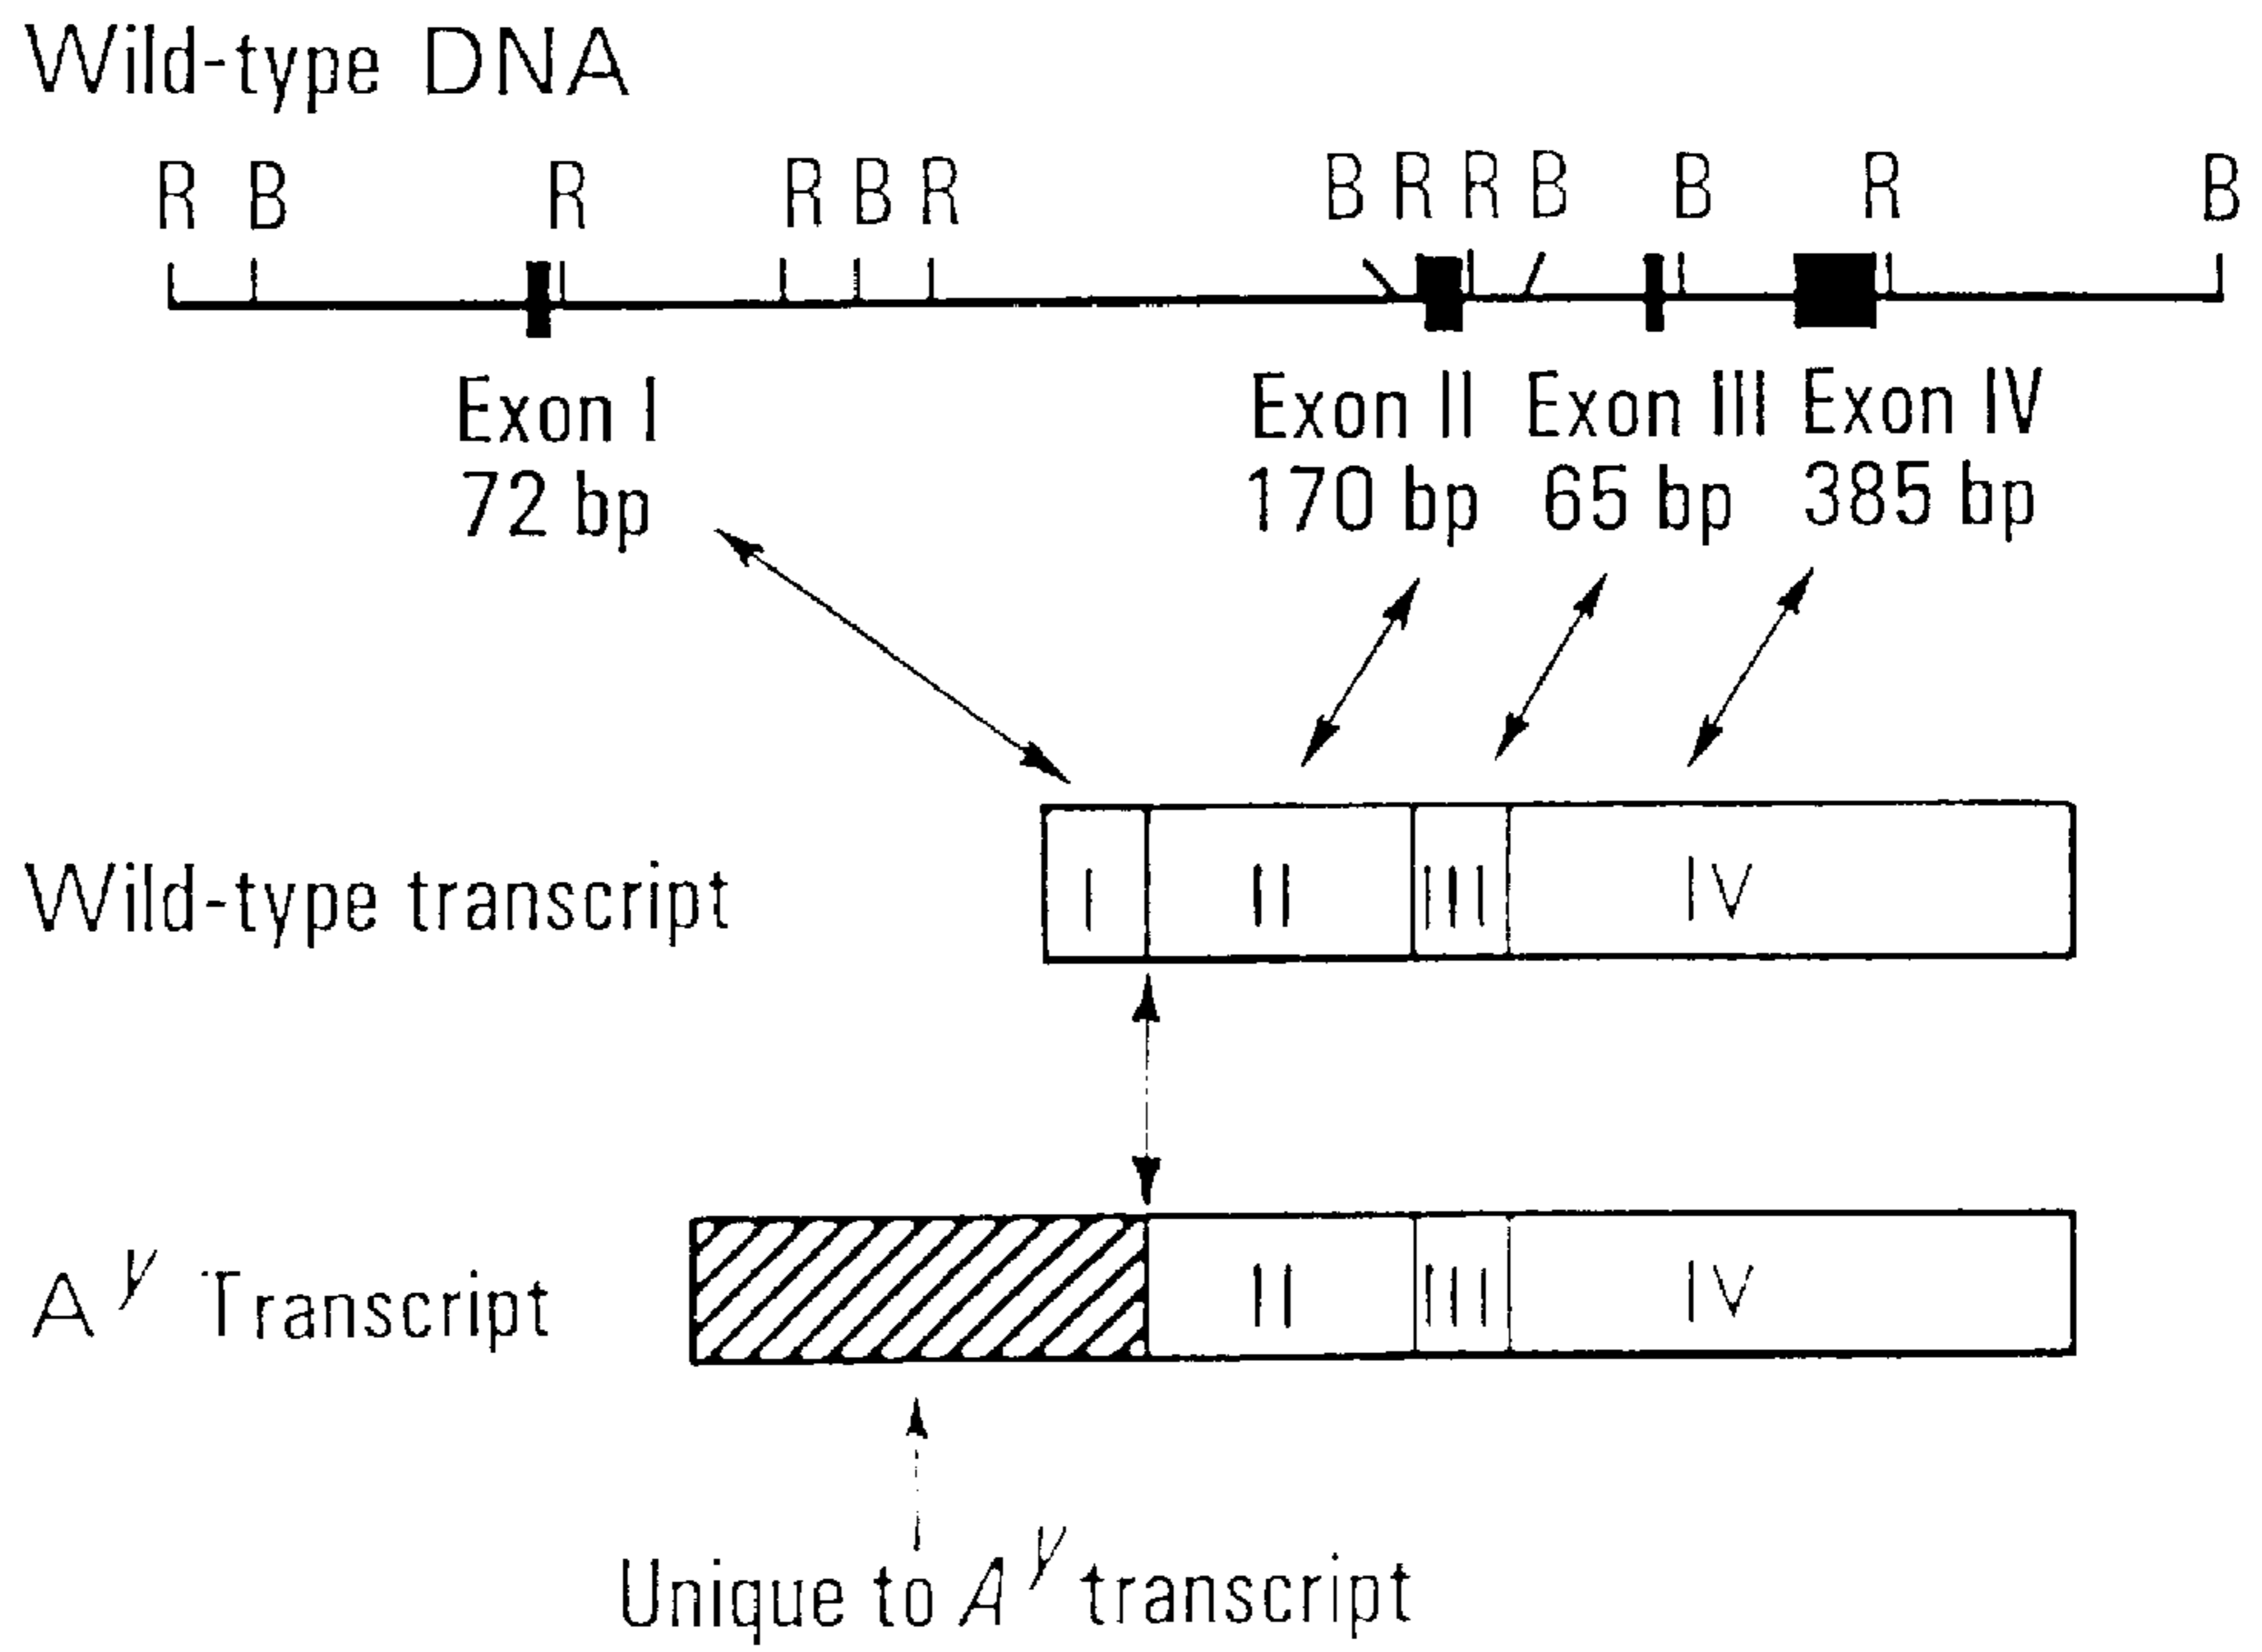 Wild-type DNA
R B R R B R B R R B B R B
Exon I Exon II Exon III Exon IV
72 bp 170 bp 65 bp 385 bp
Wild-type transcript I II III IV
A^y Transcript II III IV
Unique to A^y transcript